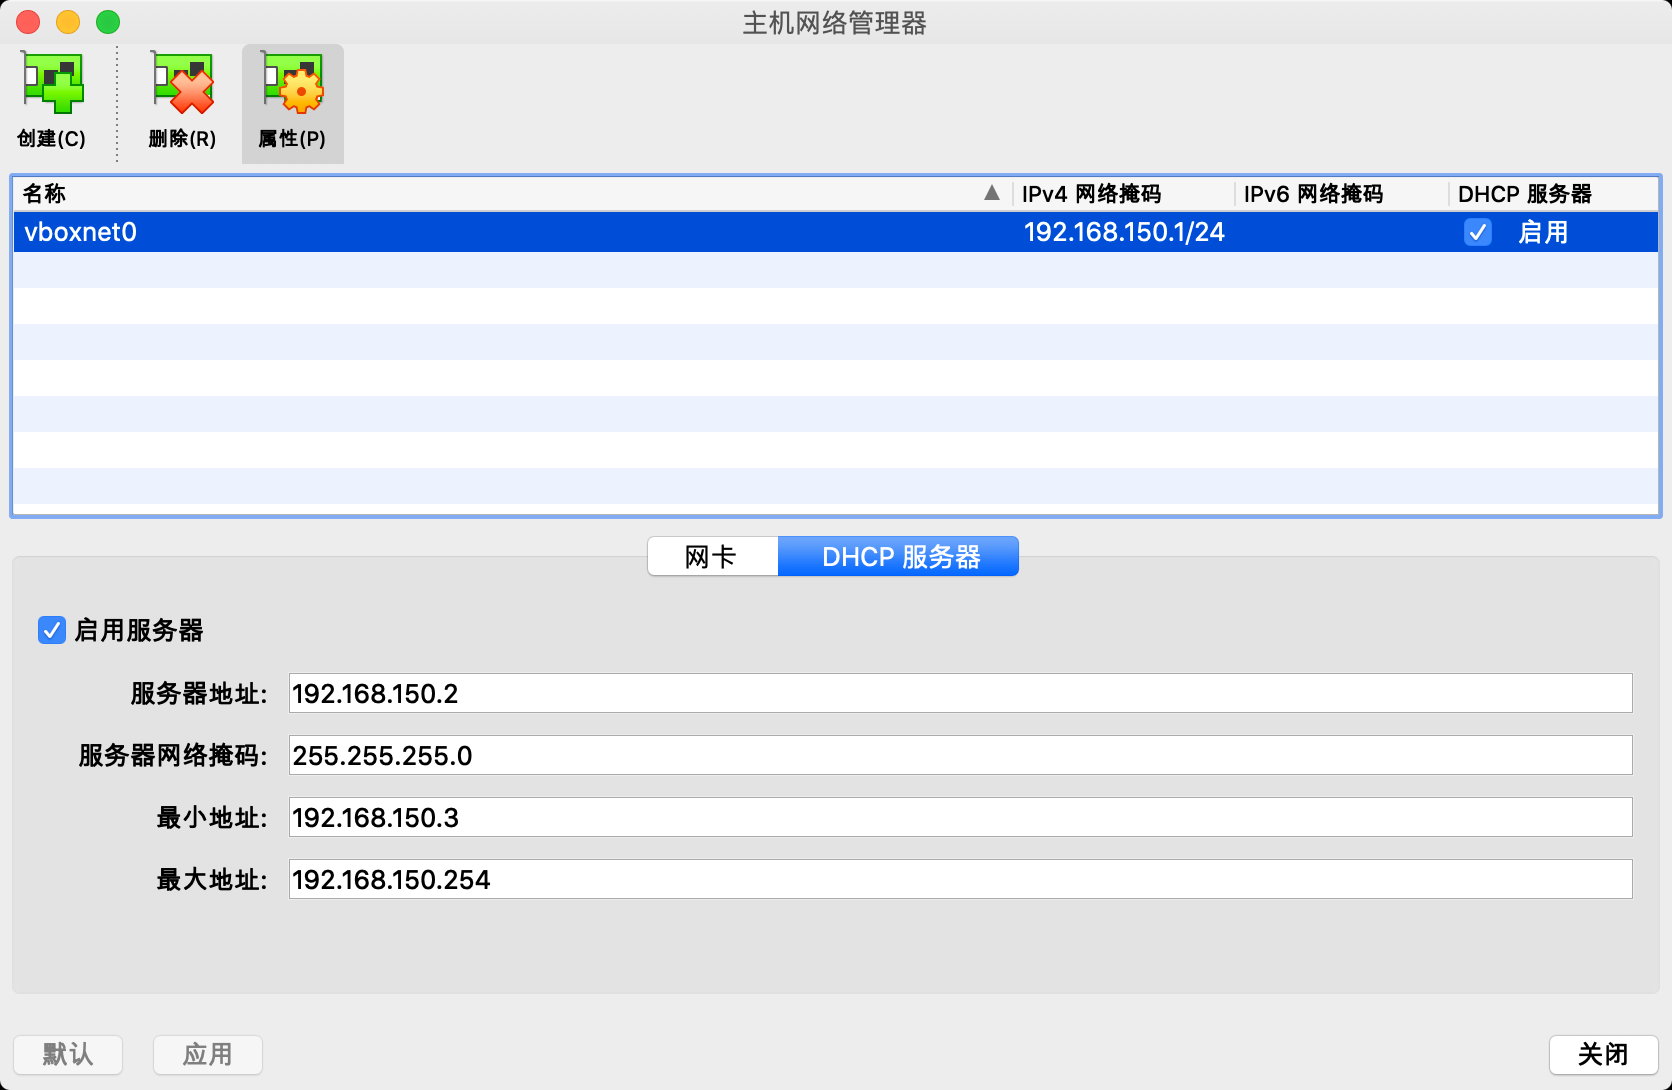 主机网络管理器
创建(C) 删除(R) 属性(P)
名称 IPv4 网络掩码 IPv6 网络掩码 DHCP 服务器
vboxnet0 192.168.150.1/24 启用
网卡 DHCP 服务器
启用服务器
服务器地址: 192.168.150.2
服务器网络掩码: 255.255.255.0
最小地址: 192.168.150.3
最大地址: 192.168.150.254
默认 应用 关闭